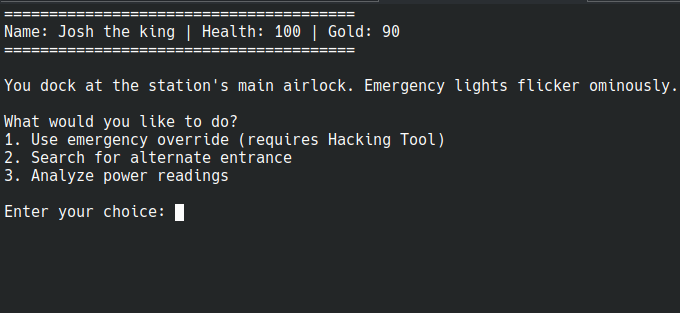 =======================================
Name: Josh the king | Health: 100 | Gold: 90
=======================================
You dock at the station's main airlock. Emergency lights flicker ominously.
What would you like to do?
1. Use emergency override (requires Hacking Tool)
2. Search for alternate entrance
3. Analyze power readings
Enter your choice: